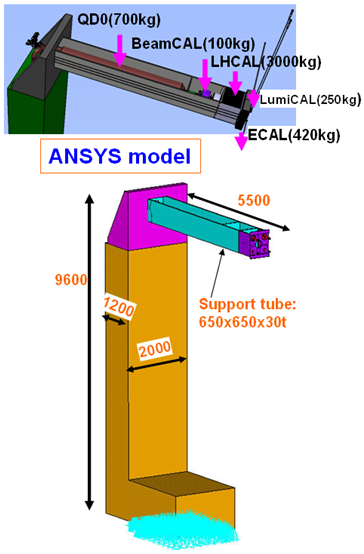 QD0(700kg)
BeamCAL(100kg)
LHCAL(3000kg)
LumiCAL(250kg)
ECAL(420kg)
ANSYS model
5500
9600
1200
2000
Support tube:
650x650x30t